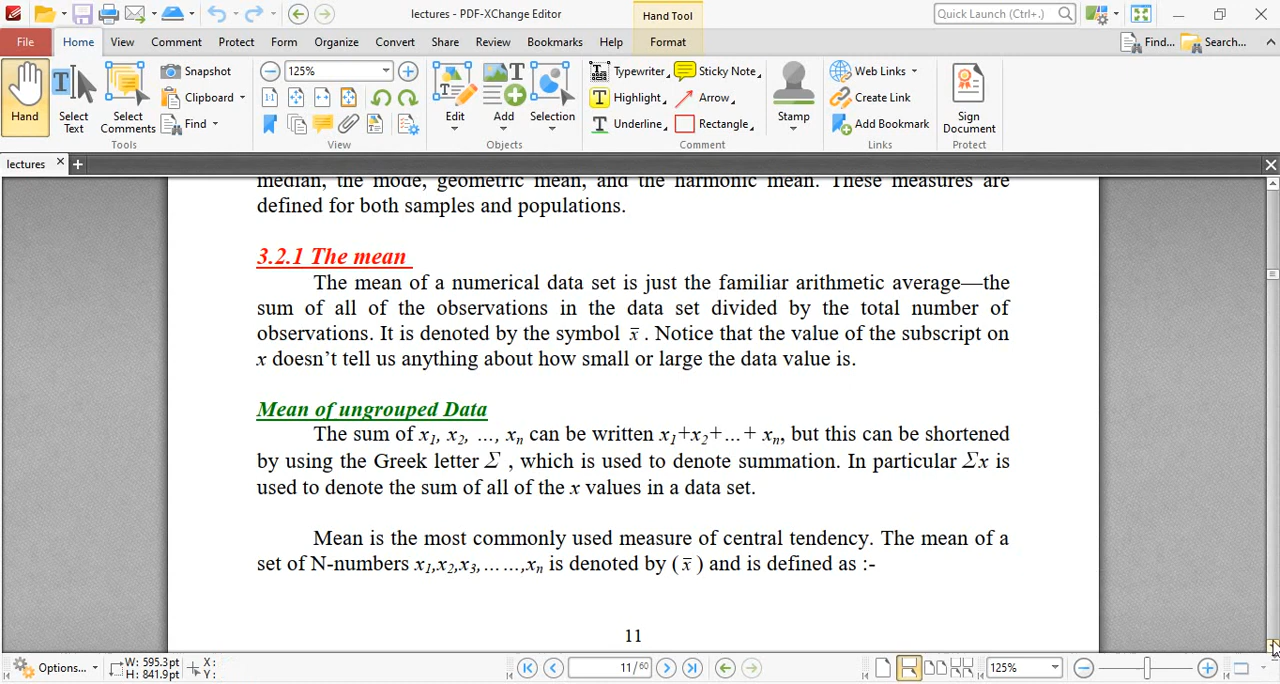 lectures - PDF-XChange Editor
Hand Tool
Quick Launch (Ctrl+.)
File
Home
View
Comment
Protect
Form
Organize
Convert
Share
Review
Bookmarks
Help
Format
Find...
Search...
Hand
Select Text
Select Comments
Snapshot
Clipboard
Find
Tools
125%
View
Edit
Add
Selection
Objects
Typewriter
Highlight
Underline
Sticky Note
Arrow
Rectangle
Stamp
Comment
Web Links
Create Link
Add Bookmark
Links
Sign Document
Protect
lectures
median, the mode, geometric mean, and the harmonic mean. These measures are
defined for both samples and populations.
3.2.1 The mean
The mean of a numerical data set is just the familiar arithmetic average—the
sum of all of the observations in the data set divided by the total number of
observations. It is denoted by the symbol x̄ . Notice that the value of the subscript on
x doesn't tell us anything about how small or large the data value is.
Mean of ungrouped Data
The sum of x₁, x₂, …, xₙ can be written x₁+x₂+…+ xₙ, but this can be shortened
by using the Greek letter Σ , which is used to denote summation. In particular Σx is
used to denote the sum of all of the x values in a data set.
Mean is the most commonly used measure of central tendency. The mean of a
set of N-numbers x₁,x₂,x₃,……,xₙ is denoted by ( x̄ ) and is defined as :-
11
Options...
W: 595.3pt
H: 841.9pt
X:
Y:
11/60
125%